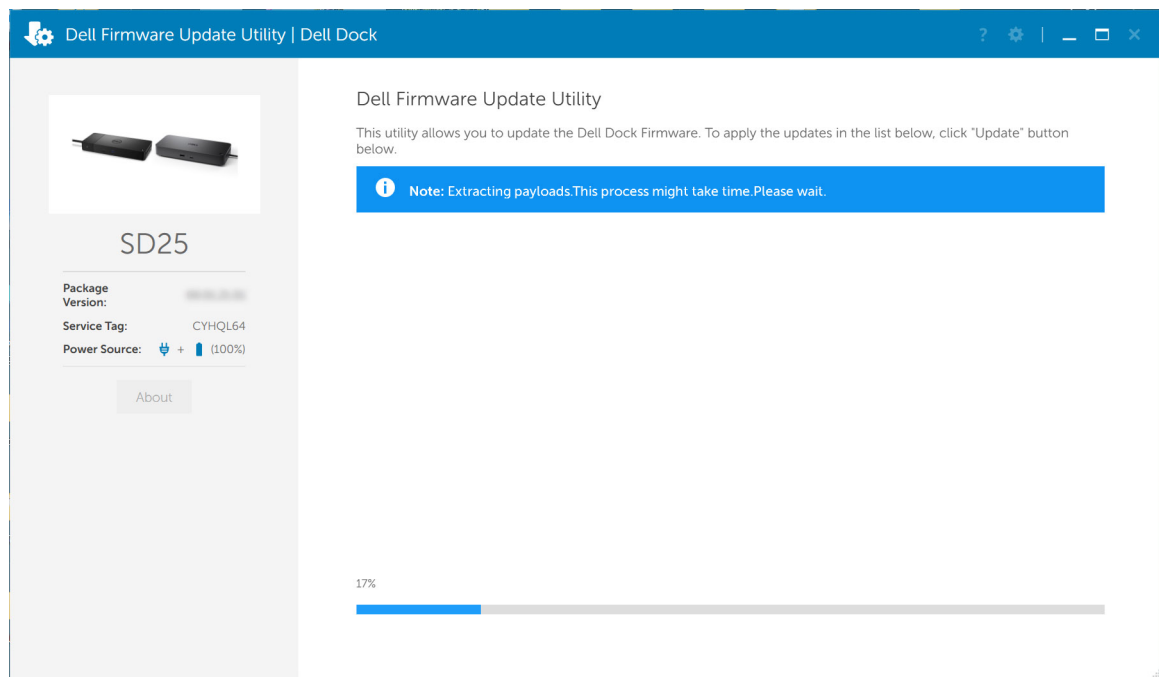 Dell Firmware Update Utility | Dell Dock
?
Dell Firmware Update Utility
This utility allows you to update the Dell Dock Firmware. To apply the updates in the list below, click "Update" button
below.
Note: Extracting payloads.This process might take time.Please wait.
SD25
Package
Version:
Service Tag: CYHQL64
Power Source: + (100%)
About
17%